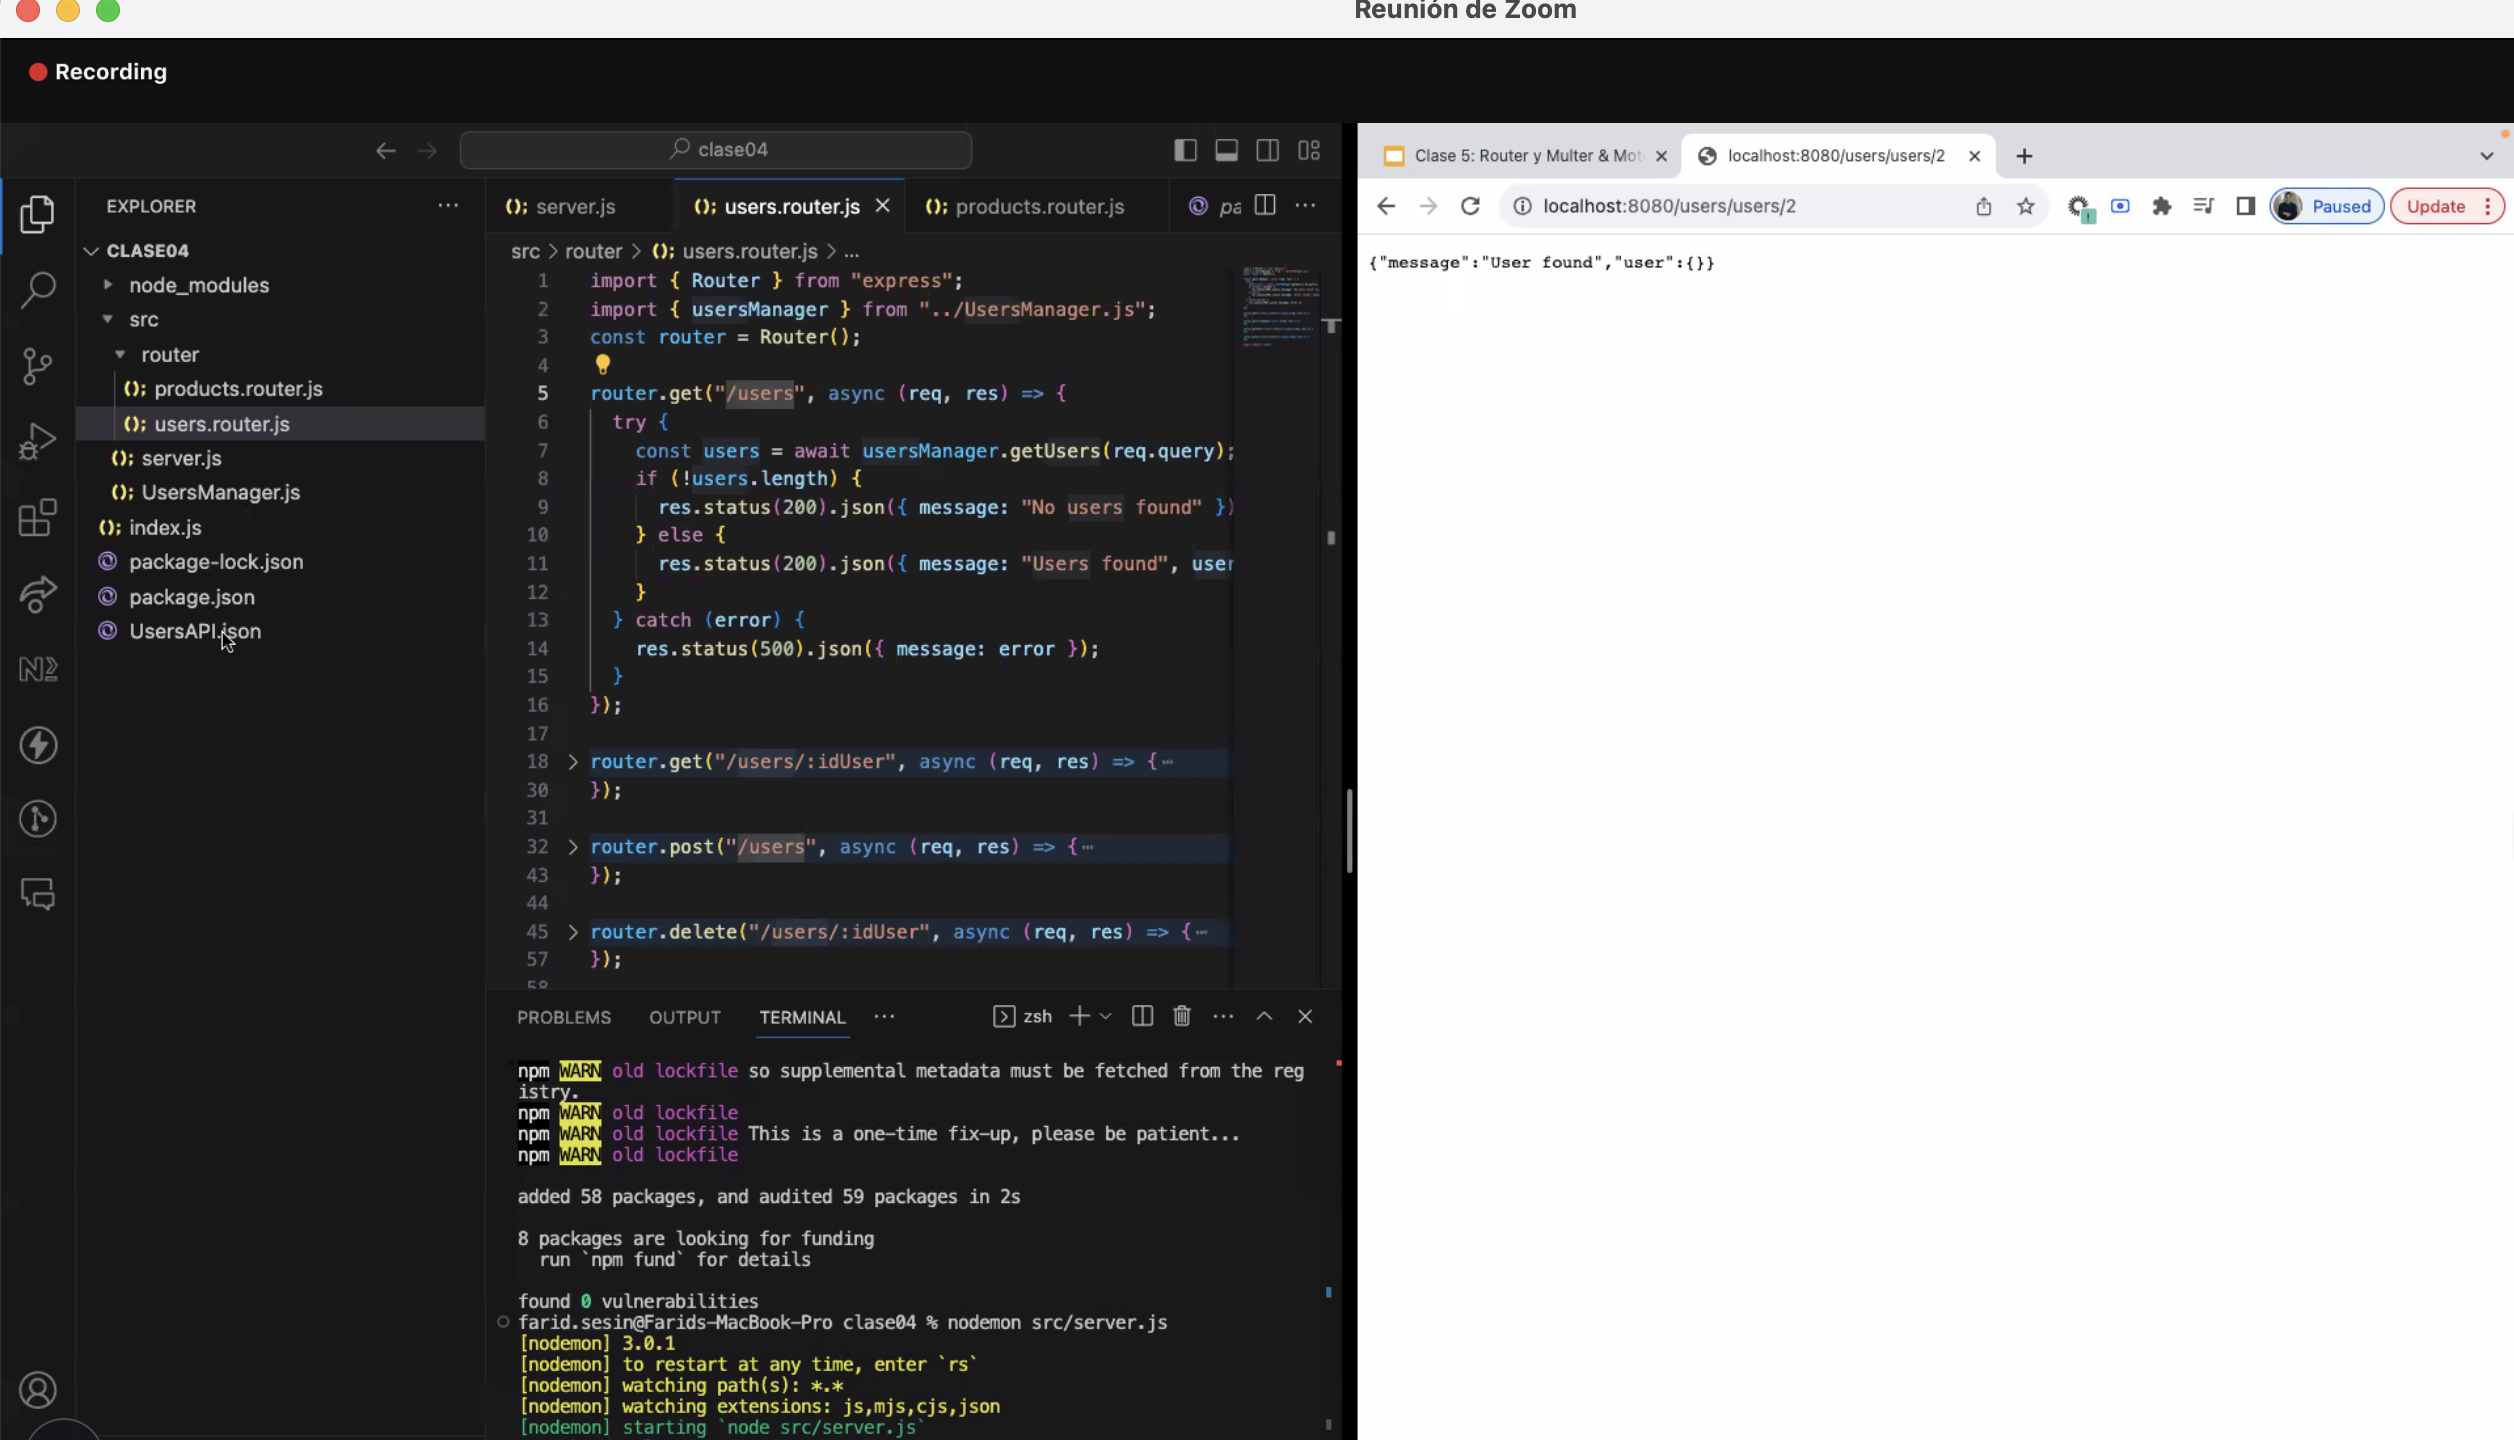 Reunión de Zoom
Recording
clase04
EXPLORER
CLASE04
node_modules
src
router
products.router.js
users.router.js
server.js
UsersManager.js
index.js
package-lock.json
package.json
UsersAPI.json
server.js
users.router.js
products.router.js
pa
src > router > users.router.js > ...
1 import { Router } from "express";
2 import { usersManager } from "../UsersManager.js";
3 const router = Router();
4
5 router.get("/users", async (req, res) => {
6 try {
7 const users = await usersManager.getUsers(req.query);
8 if (!users.length) {
9 res.status(200).json({ message: "No users found" })
10 } else {
11 res.status(200).json({ message: "Users found", user
12 }
13 } catch (error) {
14 res.status(500).json({ message: error });
15 }
16 });
17
18 router.get("/users/:idUser", async (req, res) => {…
30 });
31
32 router.post("/users", async (req, res) => {…
43 });
44
45 router.delete("/users/:idUser", async (req, res) => {…
57 });
58
PROBLEMS OUTPUT TERMINAL zsh
npm WARN old lockfile so supplemental metadata must be fetched from the reg
istry.
npm WARN old lockfile
npm WARN old lockfile This is a one-time fix-up, please be patient...
npm WARN old lockfile
added 58 packages, and audited 59 packages in 2s
8 packages are looking for funding
run `npm fund` for details
found 0 vulnerabilities
farid.sesin@Farids-MacBook-Pro clase04 % nodemon src/server.js
[nodemon] 3.0.1
[nodemon] to restart at any time, enter `rs`
[nodemon] watching path(s): *.*
[nodemon] watching extensions: js,mjs,cjs,json
[nodemon] starting `node src/server.js`
Clase 5: Router y Multer & Mot
localhost:8080/users/users/2
localhost:8080/users/users/2
Paused
Update
{"message":"User found","user":{}}